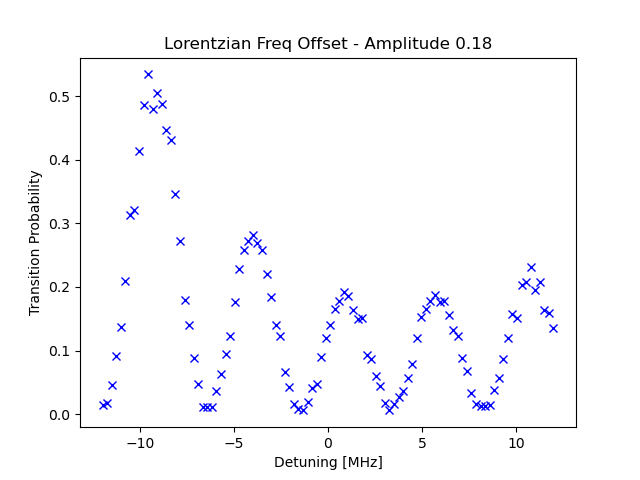 Lorentzian Freq Offset - Amplitude 0.18
Transition Probability
0.5
0.4
0.3
0.2
0.1
0.0
−10 −5 0 5 10
Detuning [MHz]